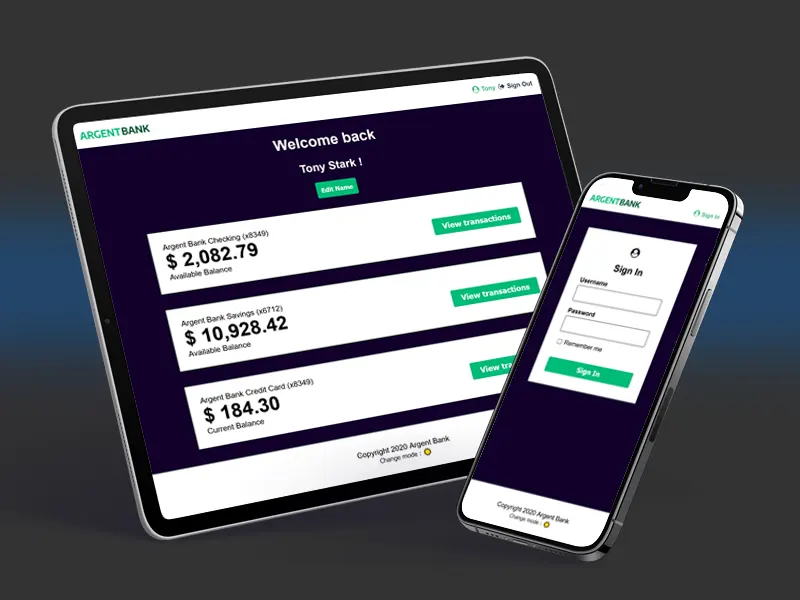 ARGENTBANK
Tony Sign Out
Welcome back
Tony Stark !
Edit Name
Argent Bank Checking (x8349)
$ 2,082.79
Available Balance
View transactions
Argent Bank Savings (x6712)
$ 10,928.42
Available Balance
View transactions
Argent Bank Credit Card (x8349)
$ 184.30
Current Balance
View tra
Copyright 2020 Argent Bank
Change mode :
ARGENTBANK
Sign In
Sign In
Username
Password
Remember me
Sign In
Copyright 2020 Argent Bank
Change mode :